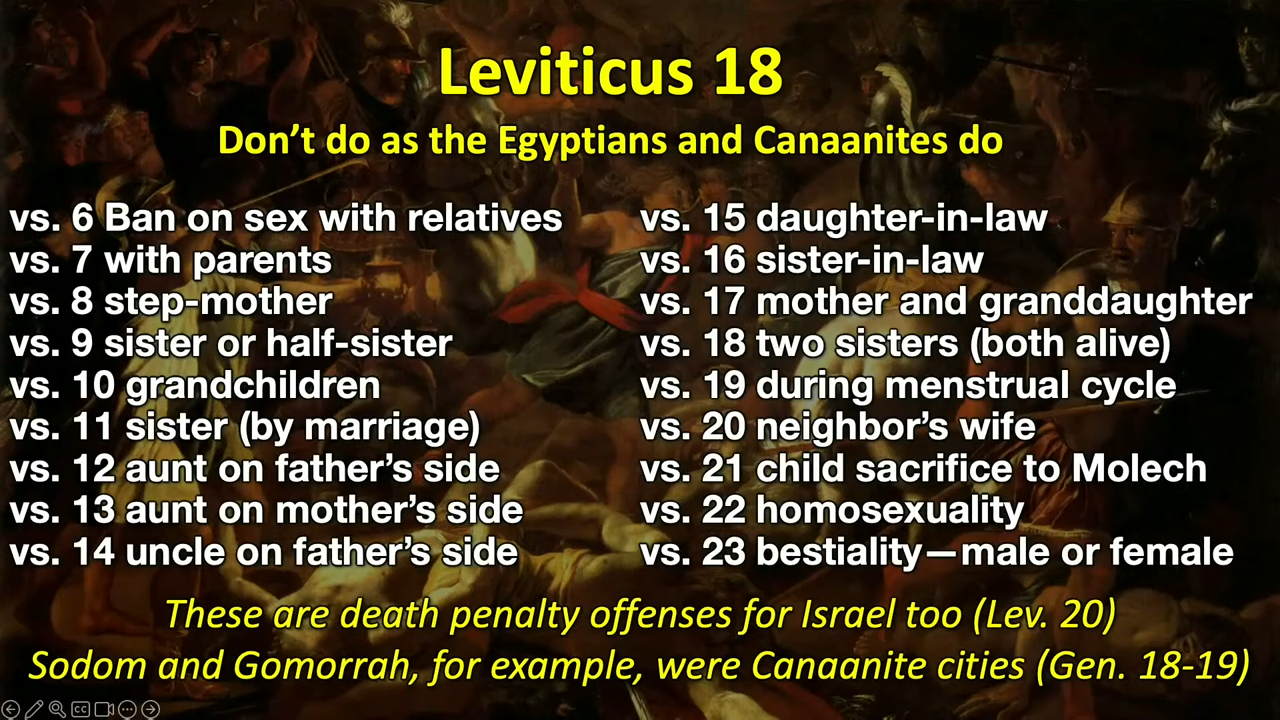 Leviticus 18
Don't do as the Egyptians and Canaanites do
vs. 6 Ban on sex with relatives
vs. 7 with parents
vs. 8 step-mother
vs. 9 sister or half-sister
vs. 10 grandchildren
vs. 11 sister (by marriage)
vs. 12 aunt on father's side
vs. 13 aunt on mother's side
vs. 14 uncle on father's side
vs. 15 daughter-in-law
vs. 16 sister-in-law
vs. 17 mother and granddaughter
vs. 18 two sisters (both alive)
vs. 19 during menstrual cycle
vs. 20 neighbor's wife
vs. 21 child sacrifice to Molech
vs. 22 homosexuality
vs. 23 bestiality—male or female
These are death penalty offenses for Israel too (Lev. 20)
Sodom and Gomorrah, for example, were Canaanite cities (Gen. 18-19)
CC